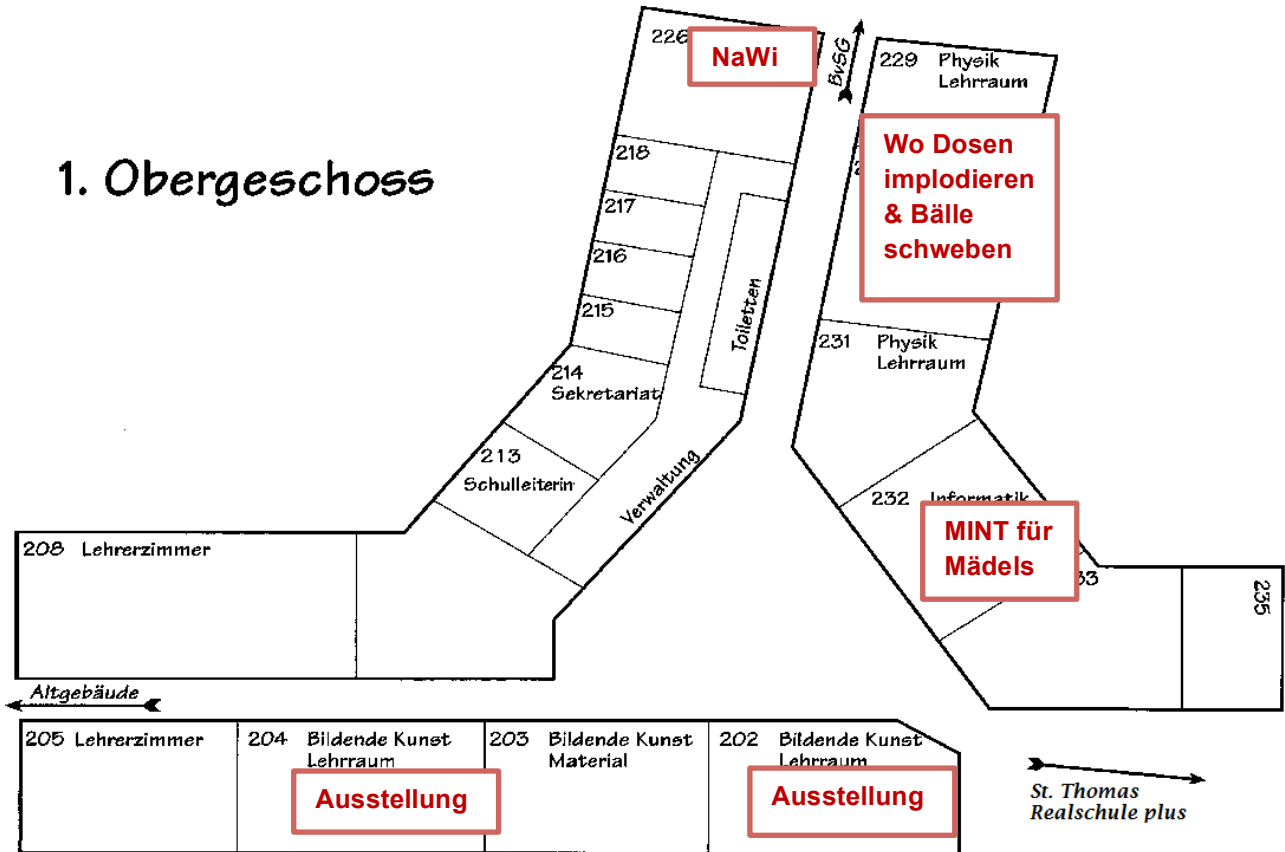 1. Obergeschoss
226
NaWi
BvSG
229 Physik
Lehrraum
Wo Dosen
implodieren
& Bälle
schweben
218
217
216
215
Toiletten
214
Sekretariat
213
Schulleiterin
Verwaltung
231 Physik
Lehrraum
232 Informatik
MINT für
Mädels
235
208 Lehrerzimmer
Altgebäude
205 Lehrerzimmer
204 Bildende Kunst
Lehrraum
Ausstellung
203 Bildende Kunst
Material
202 Bildende Kunst
Lehrraum
Ausstellung
St. Thomas
Realschule plus